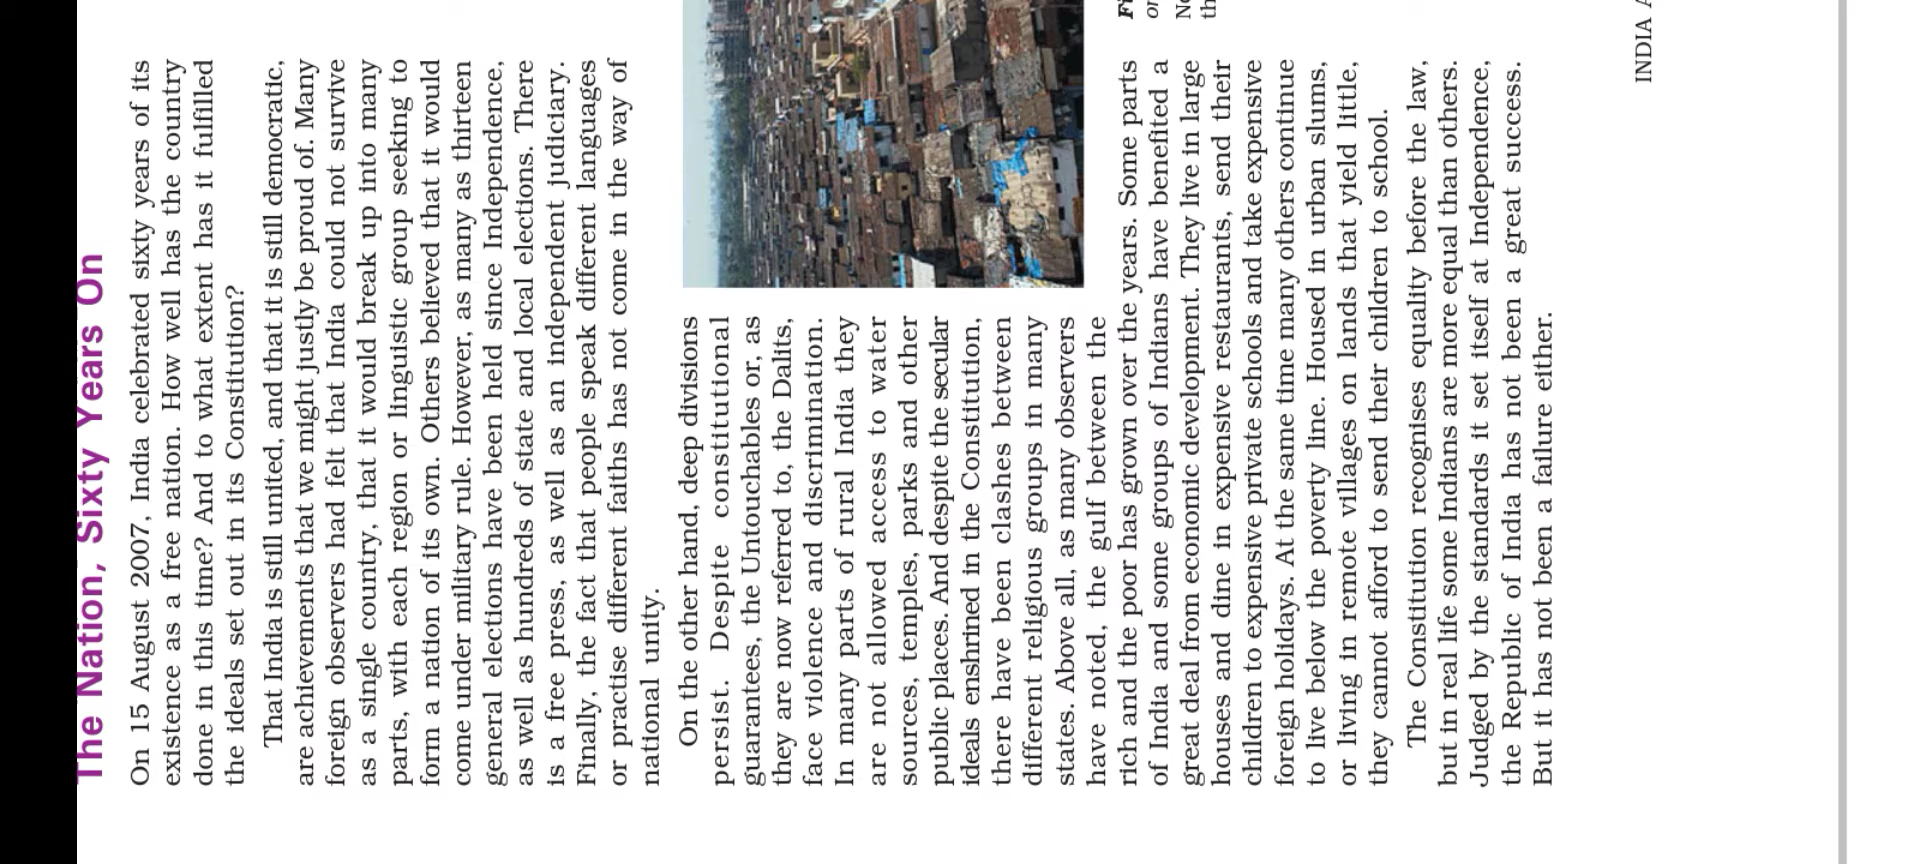 The Nation, Sixty Years On
On 15 August 2007, India celebrated sixty years of its
existence as a free nation. How well has the country
done in this time? And to what extent has it fulfilled
the ideals set out in its Constitution?
That India is still united, and that it is still democratic,
are achievements that we might justly be proud of. Many
foreign observers had felt that India could not survive
as a single country, that it would break up into many
parts, with each region or linguistic group seeking to
form a nation of its own. Others believed that it would
come under military rule. However, as many as thirteen
general elections have been held since Independence,
as well as hundreds of state and local elections. There
is a free press, as well as an independent judiciary.
Finally, the fact that people speak different languages
or practise different faiths has not come in the way of
national unity.
On the other hand, deep divisions
persist. Despite constitutional
guarantees, the Untouchables or, as
they are now referred to, the Dalits,
face violence and discrimination.
In many parts of rural India they
are not allowed access to water
sources, temples, parks and other
public places. And despite the secular
ideals enshrined in the Constitution,
there have been clashes between
different religious groups in many
states. Above all, as many observers
have noted, the gulf between the
rich and the poor has grown over the years. Some parts
of India and some groups of Indians have benefited a
great deal from economic development. They live in large
houses and dine in expensive restaurants, send their
children to expensive private schools and take expensive
foreign holidays. At the same time many others continue
to live below the poverty line. Housed in urban slums,
or living in remote villages on lands that yield little,
they cannot afford to send their children to school.
The Constitution recognises equality before the law,
but in real life some Indians are more equal than others.
Judged by the standards it set itself at Independence,
the Republic of India has not been a great success.
But it has not been a failure either.
INDIA